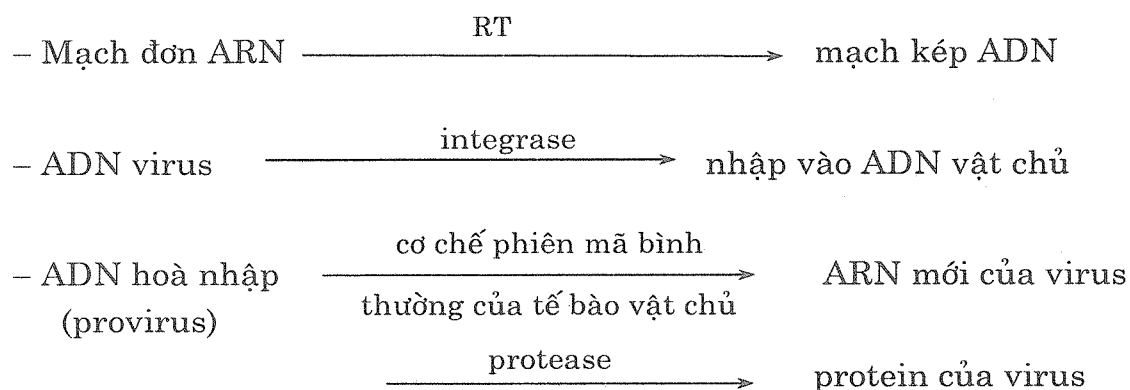 RT
– Mạch đơn ARN mạch kép ADN
integrase
– ADN virus nhập vào ADN vật chủ
cơ chế phiên mã bình
– ADN hoà nhập ARN mới của virus
(provirus) thường của tế bào vật chủ
protease
protein của virus